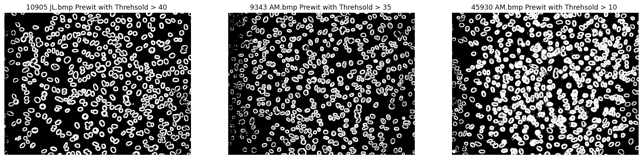 10905 JL.bmp Prewit with Threhsold > 40
9343 AM.bmp Prewit with Threhsold > 35
45930 AM.bmp Prewit with Threhsold > 10